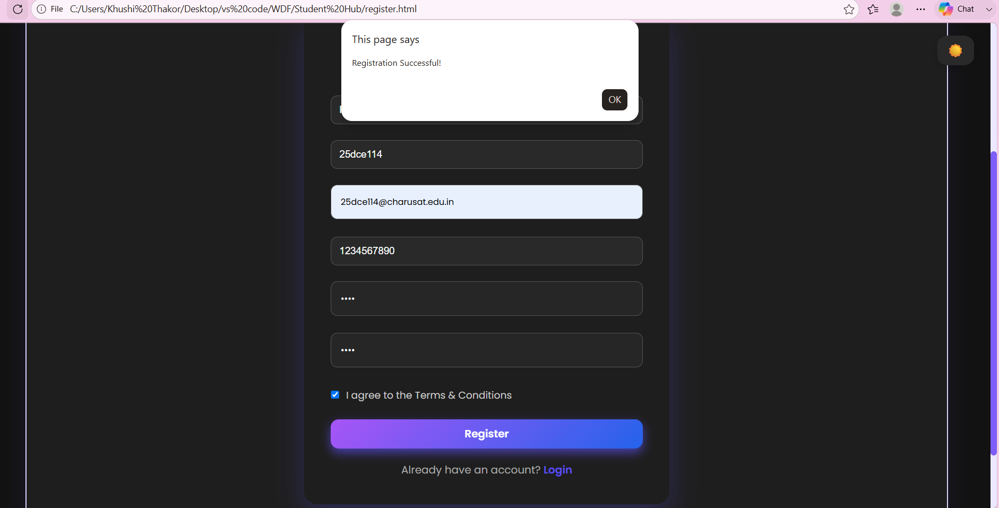 File C:/Users/Khushi%20Thakor/Desktop/vs%20code/WDF/Student%20Hub/register.html
Chat
This page says
Registration Successful!
OK
25dce114
25dce114@charusat.edu.in
1234567890
••••
••••
I agree to the Terms & Conditions
Register
Already have an account? Login